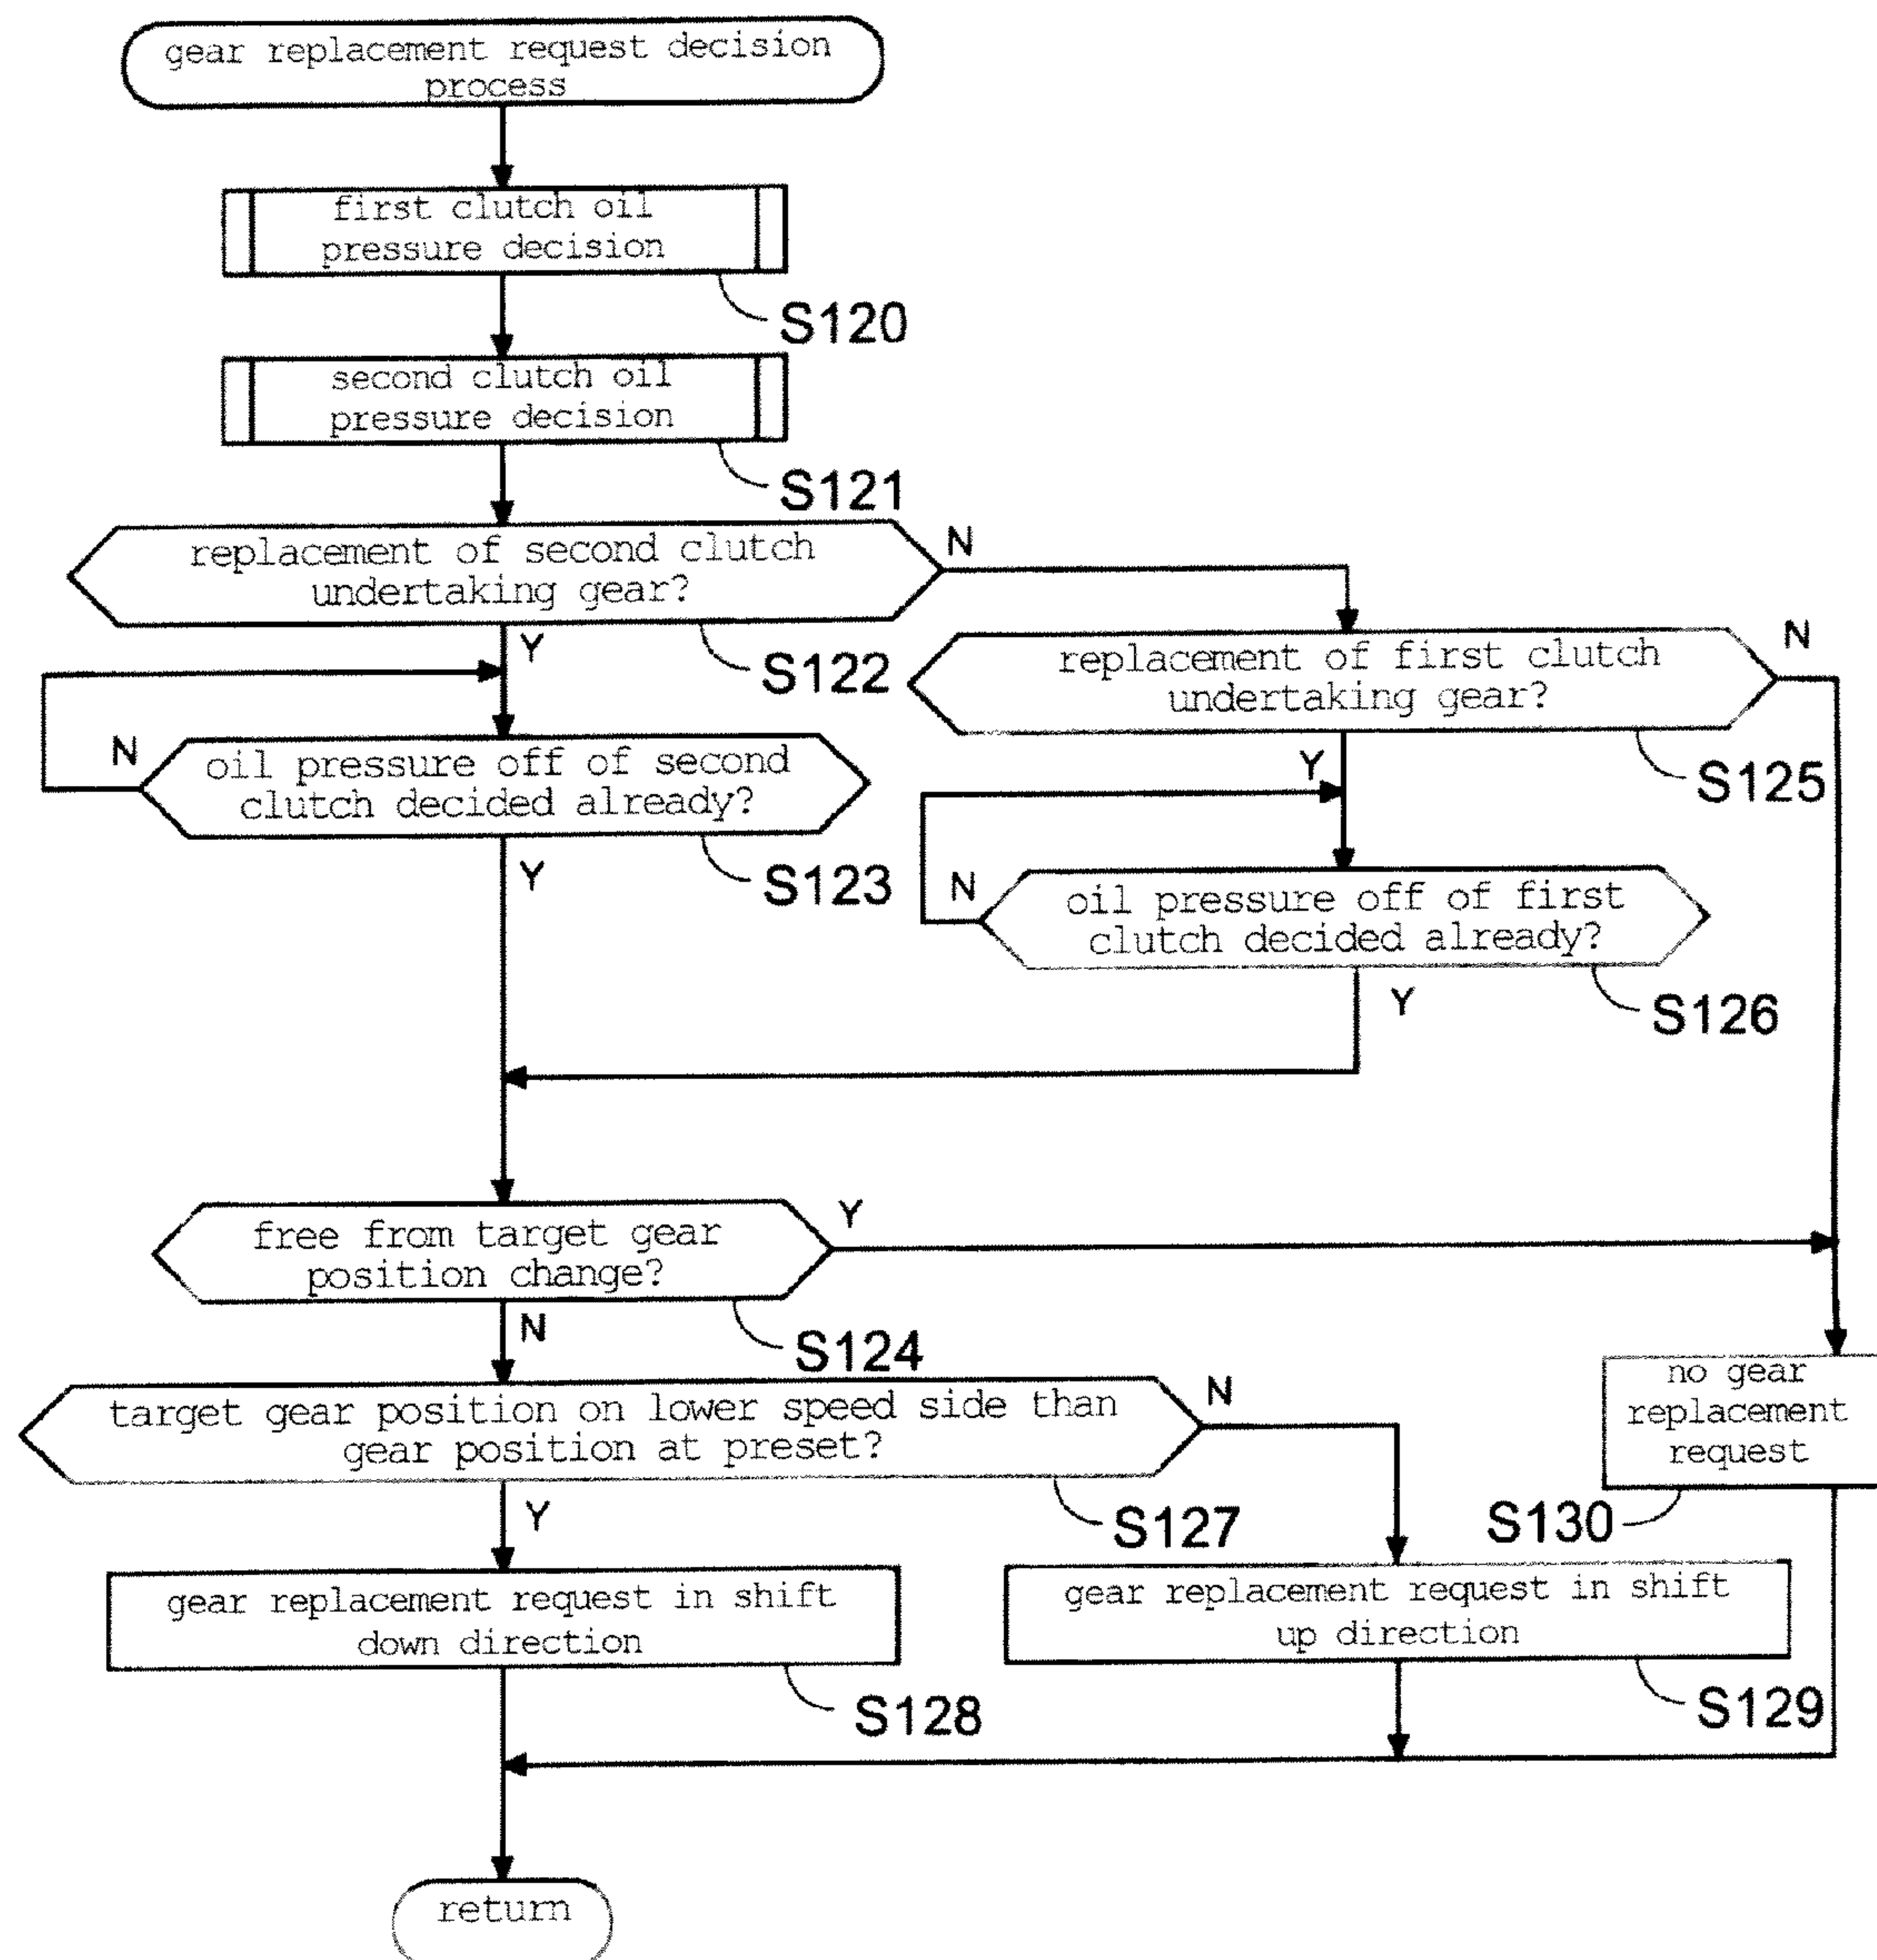 gear replacement request decision
process
first clutch oil
pressure decision
S120
second clutch oil
pressure decision
S121
replacement of second clutch
undertaking gear?
N
Y
S122
replacement of first clutch
undertaking gear?
N
Y
S125
oil pressure off of second
clutch decided already?
N
Y
S123
oil pressure off of first
clutch decided already?
N
Y
S126
free from target gear
position change?
Y
N
S124
target gear position on lower speed side than
gear position at preset?
N
Y
S127
no gear
replacement
request
S130
gear replacement request in shift
down direction
S128
gear replacement request in shift
up direction
S129
return